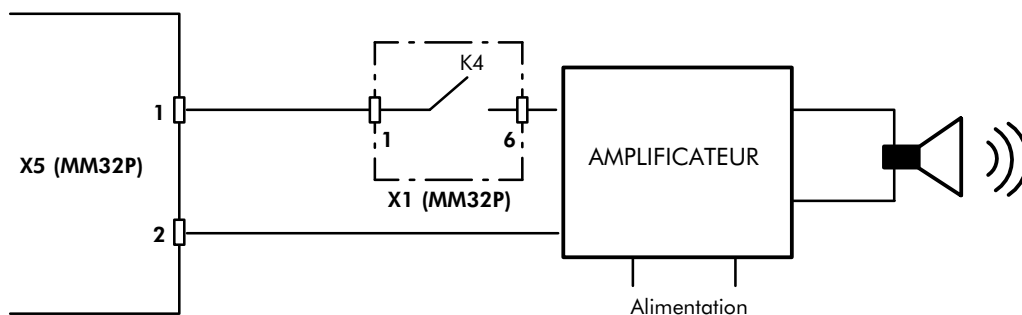 K4
1
1
6
X5 (MM32P)
AMPLIFICATEUR
X1 (MM32P)
2
Alimentation